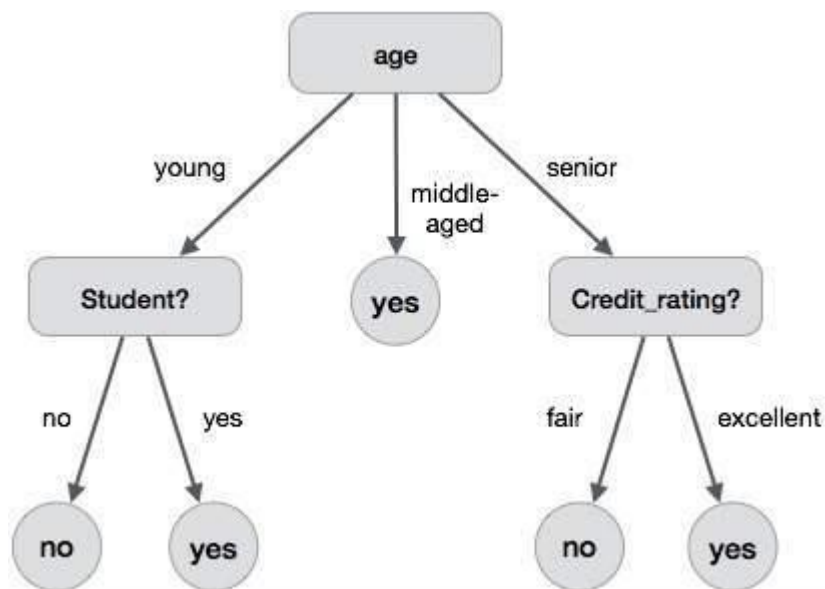 age
young
middle-
aged
senior
Student?
yes
Credit_rating?
no
yes
fair
excellent
no
yes
no
yes